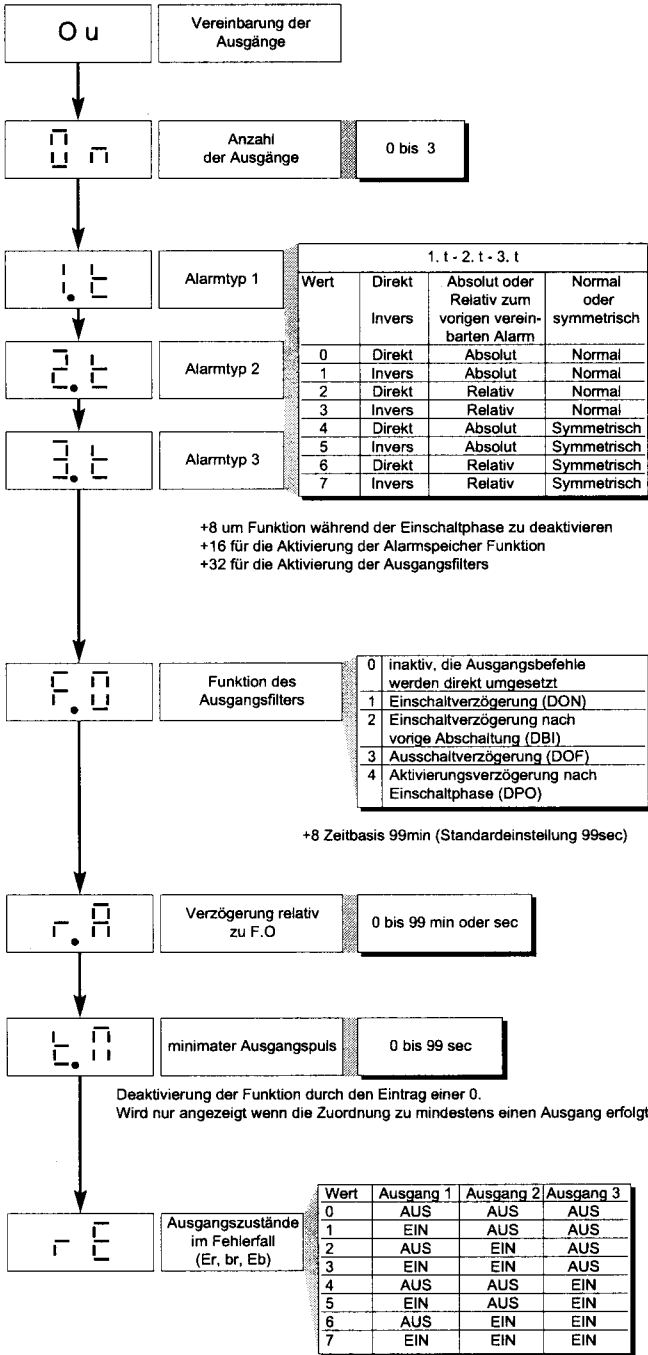 O u
Vereinbarung der
Ausgänge
0 n
Anzahl
der Ausgänge
0 bis 3
1.t
Alarmtyp 1
2.t
Alarmtyp 2
3.t
Alarmtyp 3
1. t - 2. t - 3. t
Wert Direkt Absolut oder Normal
Relativ zum oder
Invers vorigen verein- symmetrisch
barten Alarm
0 Direkt Absolut Normal
1 Invers Absolut Normal
2 Direkt Relativ Normal
3 Invers Relativ Normal
4 Direkt Absolut Symmetrisch
5 Invers Absolut Symmetrisch
6 Direkt Relativ Symmetrisch
7 Invers Relativ Symmetrisch
+8 um Funktion während der Einschaltphase zu deaktivieren
+16 für die Aktivierung der Alarmspeicher Funktion
+32 für die Aktivierung der Ausgangsfilters
F.0
Funktion des
Ausgangsfilters
0 inaktiv, die Ausgangsbefehle
werden direkt umgesetzt
1 Einschaltverzögerung (DON)
2 Einschaltverzögerung nach
vorige Abschaltung (DBI)
3 Ausschaltverzögerung (DOF)
4 Aktivierungsverzögerung nach
Einschaltphase (DPO)
+8 Zeitbasis 99min (Standardeinstellung 99sec)
r.A
Verzögerung relativ
zu F.O
0 bis 99 min oder sec
t.M
minimater Ausgangspuls
0 bis 99 sec
Deaktivierung der Funktion durch den Eintrag einer 0.
Wird nur angezeigt wenn die Zuordnung zu mindestens einen Ausgang erfolgt
r E
Ausgangszustände
im Fehlerfall
(Er, br, Eb)
Wert Ausgang 1 Ausgang 2 Ausgang 3
0 AUS AUS AUS
1 EIN AUS AUS
2 AUS EIN AUS
3 EIN EIN AUS
4 AUS AUS EIN
5 EIN AUS EIN
6 AUS EIN EIN
7 EIN EIN EIN